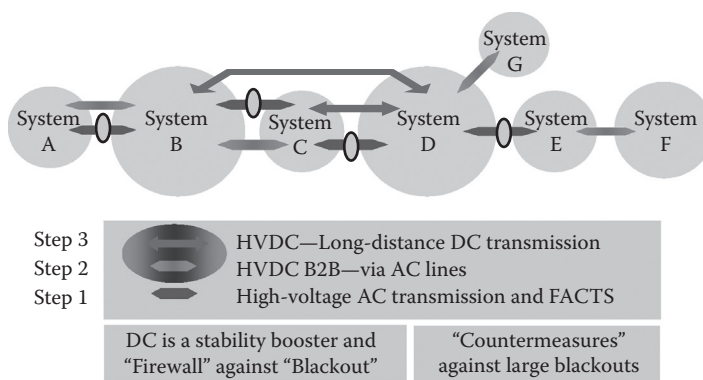 System
G
System
A
System
B
System
C
System
D
System
E
System
F
Step 3
HVDC—Long-distance DC transmission
Step 2
HVDC B2B—via AC lines
Step 1
High-voltage AC transmission and FACTS
DC is a stability booster and
“Firewall” against “Blackout”
“Countermeasures”
against large blackouts